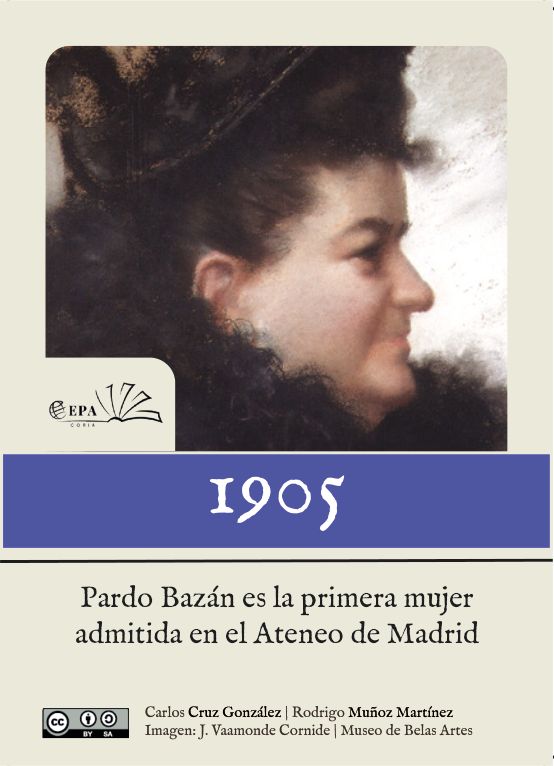 EPA
CORIA
1905
Pardo Bazán es la primera mujer
admitida en el Ateneo de Madrid
Carlos Cruz González | Rodrigo Muñoz Martínez
Imagen: J. Vaamonde Cornide | Museo de Belas Artes
cc BY SA